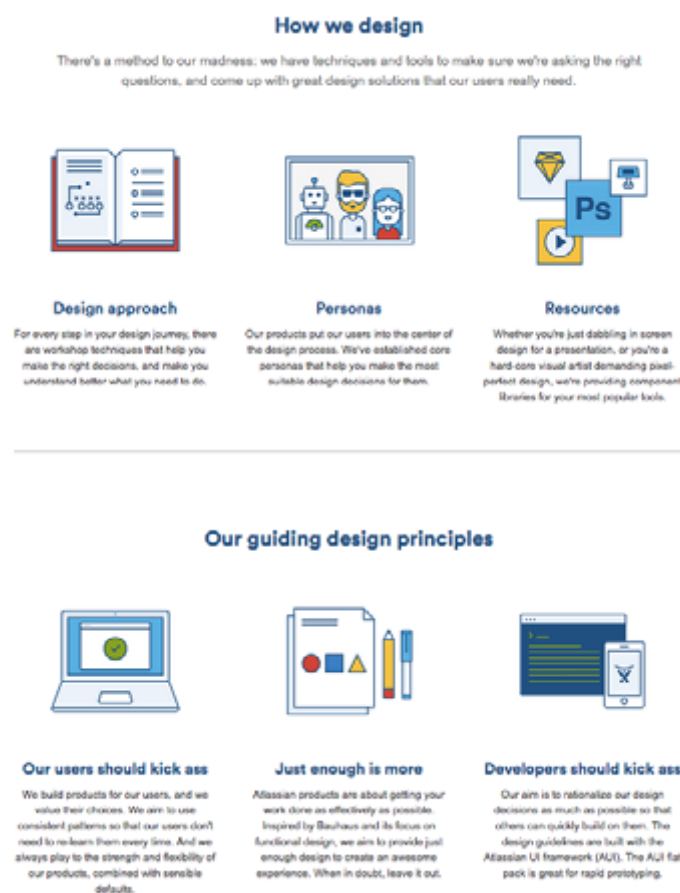 How we design
There's a method to our madness: we have techniques and tools to make sure we're asking the right
questions, and come up with great design solutions that our users really need.
Ps
Design approach
For every step in your design journey, there
are workshop techniques that help you
make the right decisions, and make you
understand better what you need to do.
Personas
Our products put our users into the center of
the design process. We've established core
personas that help you make the most
suitable design decisions for them.
Resources
Whether you're just dabbling in screen
design for a presentation, or you're a
hard-core visual artist demanding pixel-
perfect design, we're providing component
libraries for your most popular tools.
Our guiding design principles
Our users should kick ass
We build products for our users, and we
value their choices. We aim to use
consistent patterns so that our users don't
need to re-learn them every time. And we
always play to the strength and flexibility of
our products, combined with sensible
defaults.
Just enough is more
Atlassian products are about getting your
work done as effectively as possible.
Inspired by Bauhaus and its focus on
functional design, we aim to provide just
enough design to create an awesome
experience. When in doubt, leave it out.
Developers should kick ass
Our aim is to rationalize our design
decisions as much as possible so that
others can quickly build on them. The
design guidelines are built with the
Atlassian UI framework (AUI). The AUI flat
pack is great for rapid prototyping.